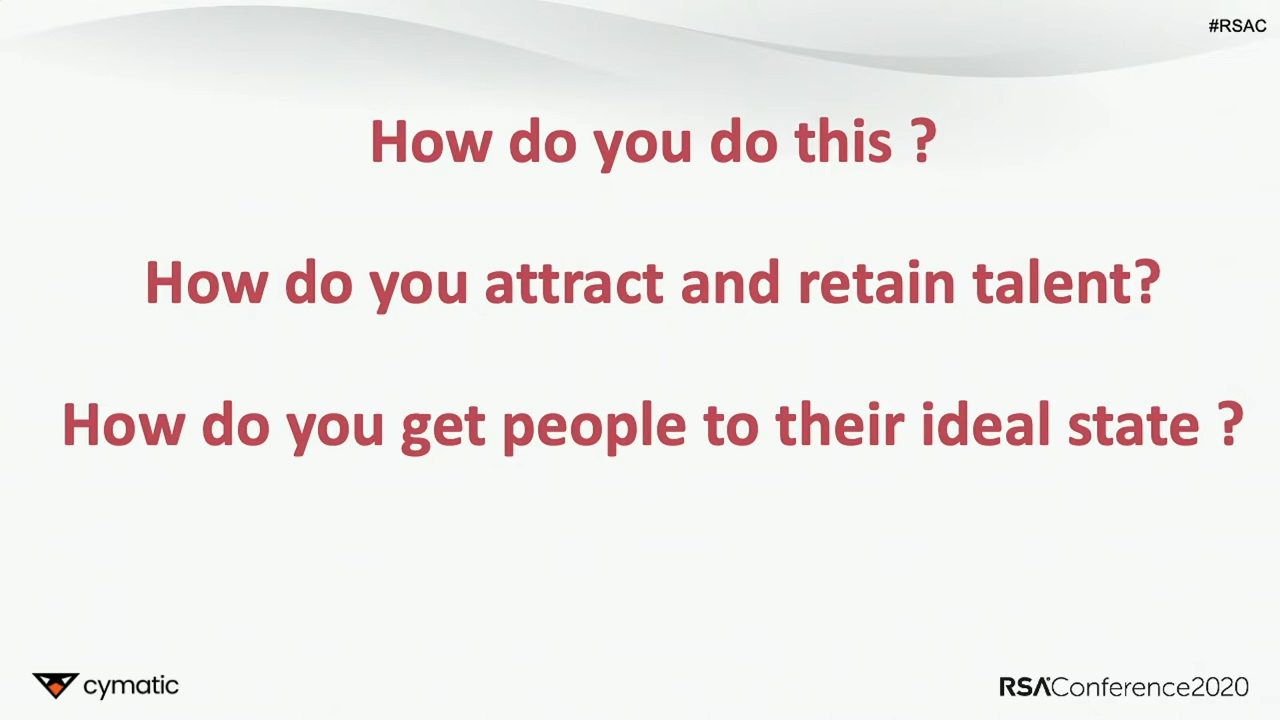 #RSAC
How do you do this ?
How do you attract and retain talent?
How do you get people to their ideal state ?
cymatic
RSAConference2020